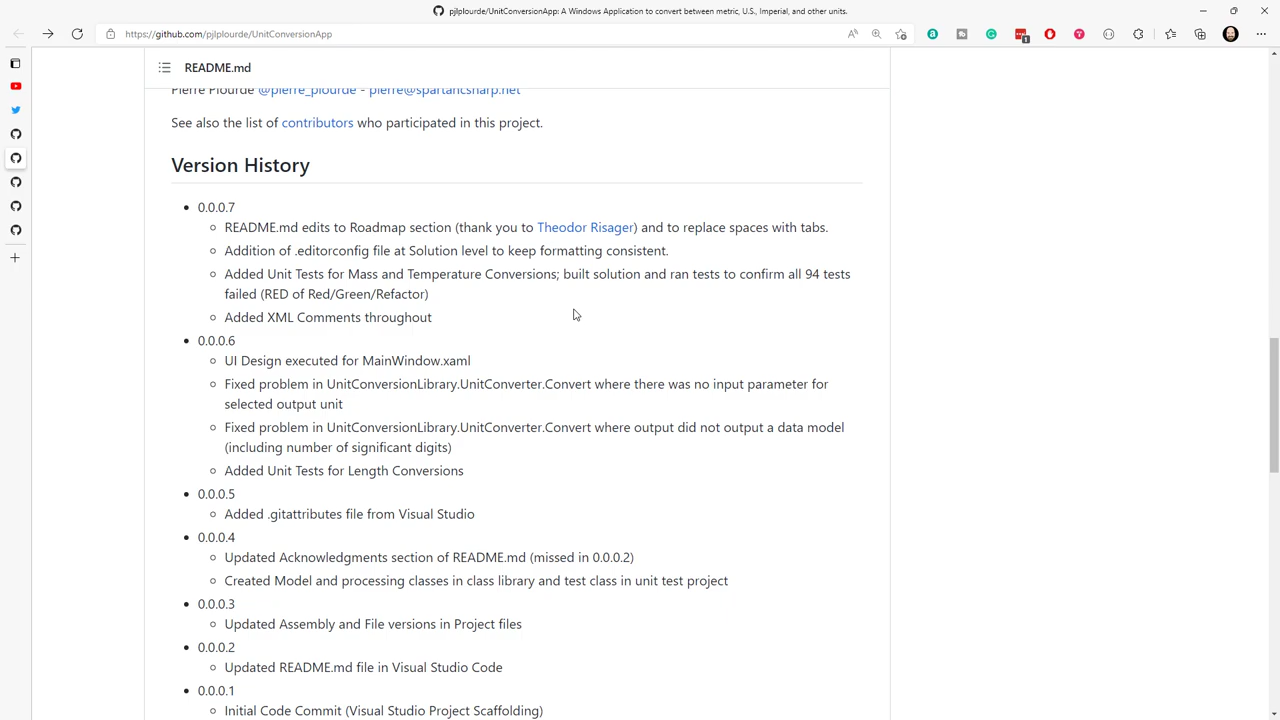 pjlplourde/UnitConversionApp: A Windows Application to convert between metric, U.S., Imperial, and other units.
https://github.com/pjlplourde/UnitConversionApp
README.md
Pierre Plourde @pierre_plourde - pierre@spartancsharp.net
See also the list of contributors who participated in this project.
Version History
0.0.0.7
README.md edits to Roadmap section (thank you to Theodor Risager) and to replace spaces with tabs.
Addition of .editorconfig file at Solution level to keep formatting consistent.
Added Unit Tests for Mass and Temperature Conversions; built solution and ran tests to confirm all 94 tests
failed (RED of Red/Green/Refactor)
Added XML Comments throughout
0.0.0.6
UI Design executed for MainWindow.xaml
Fixed problem in UnitConversionLibrary.UnitConverter.Convert where there was no input parameter for
selected output unit
Fixed problem in UnitConversionLibrary.UnitConverter.Convert where output did not output a data model
(including number of significant digits)
Added Unit Tests for Length Conversions
0.0.0.5
Added .gitattributes file from Visual Studio
0.0.0.4
Updated Acknowledgments section of README.md (missed in 0.0.0.2)
Created Model and processing classes in class library and test class in unit test project
0.0.0.3
Updated Assembly and File versions in Project files
0.0.0.2
Updated README.md file in Visual Studio Code
0.0.0.1
Initial Code Commit (Visual Studio Project Scaffolding)